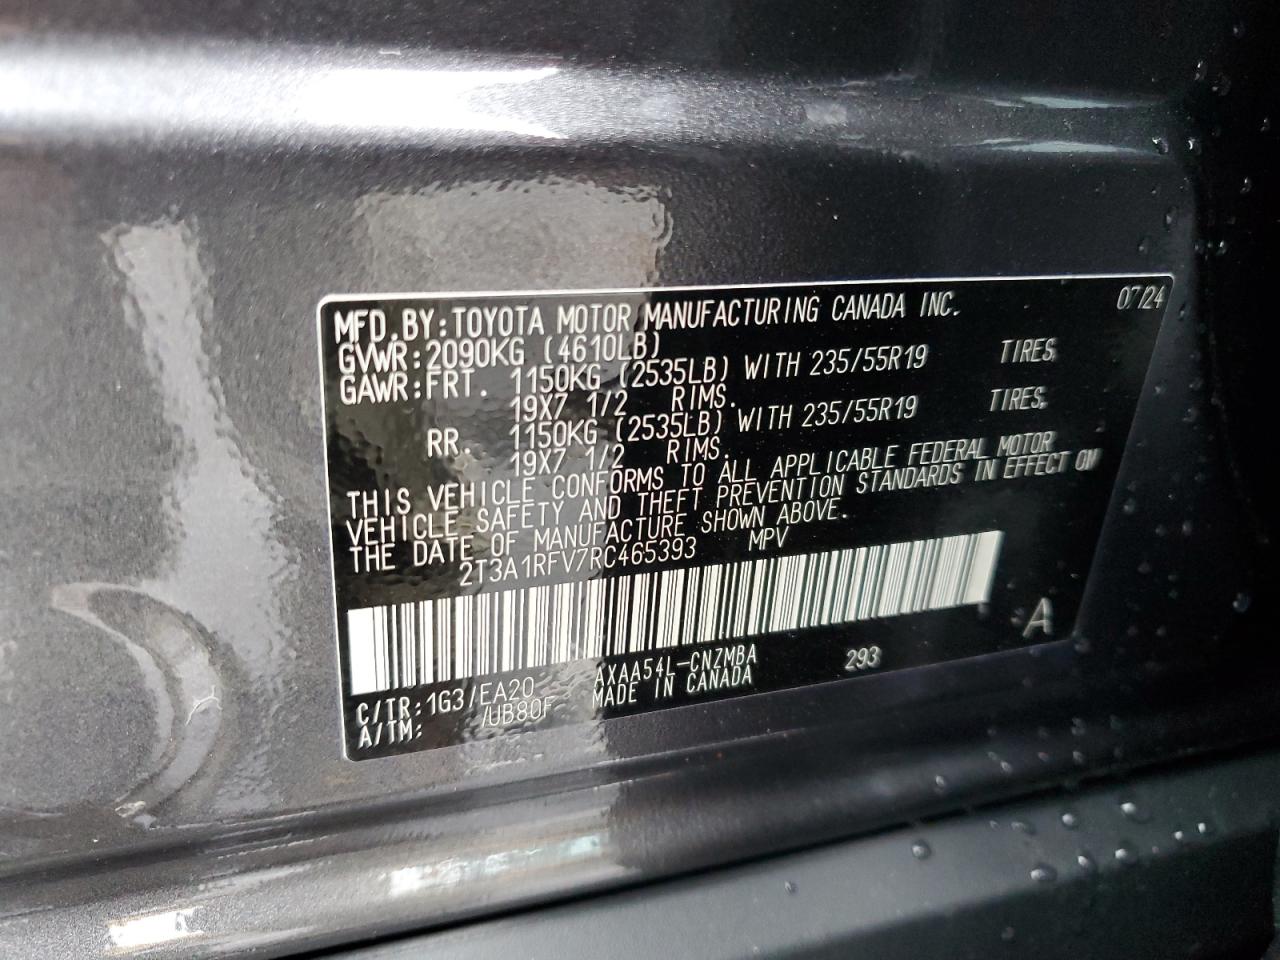 07/24
MFD.BY:TOYOTA MOTOR MANUFACTURING CANADA INC.
GVWR:2090KG (4610LB)
GAWR:FRT. 1150KG (2535LB) WITH 235/55R19 TIRES,
19X7 1/2 RIMS.
RR. 1150KG (2535LB) WITH 235/55R19 TIRES,
19X7 1/2 RIMS.
THIS VEHICLE CONFORMS TO ALL APPLICABLE FEDERAL MOTOR
VEHICLE SAFETY AND THEFT PREVENTION STANDARDS IN EFFECT ON
THE DATE OF MANUFACTURE SHOWN ABOVE.
2T3A1RFV7RC465393 MPV
A
C/TR:1G3/EA20 AXAA54L-CNZMBA 293
A/TM: /UB80F MADE IN CANADA